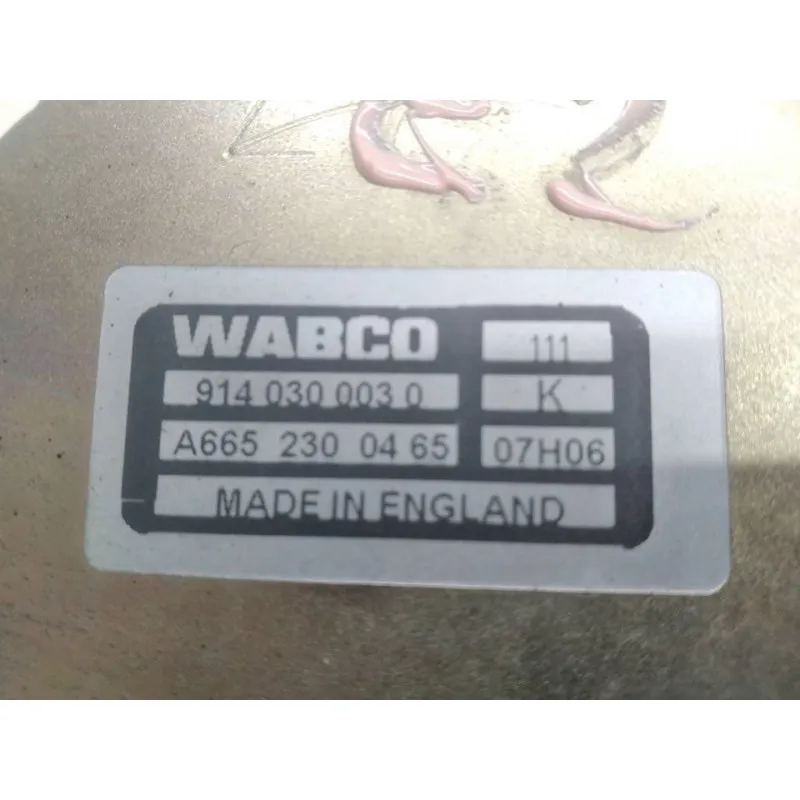 WABCO 111
914 030 003 0 K
A665 230 04 65 07H06
MADE IN ENGLAND